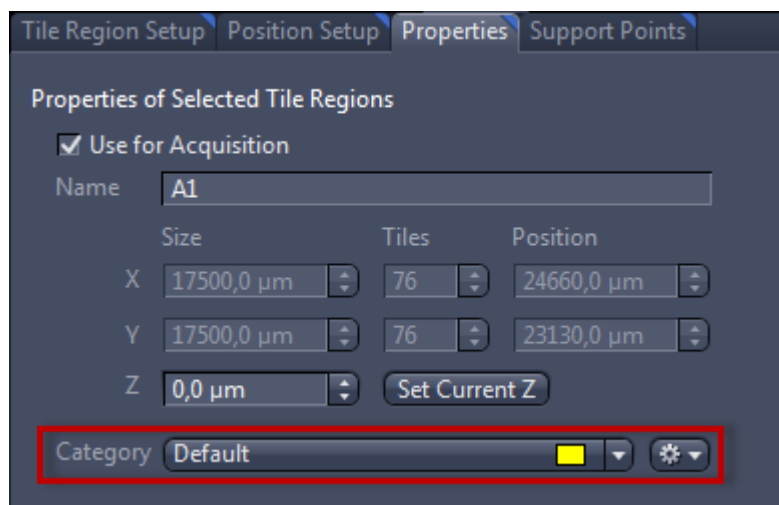 Tile Region Setup Position Setup Properties Support Points
Properties of Selected Tile Regions
Use for Acquisition
Name A1
Size Tiles Position
X 17500,0 µm 76 24660,0 µm
Y 17500,0 µm 76 23130,0 µm
Z 0,0 µm Set Current Z
Category Default